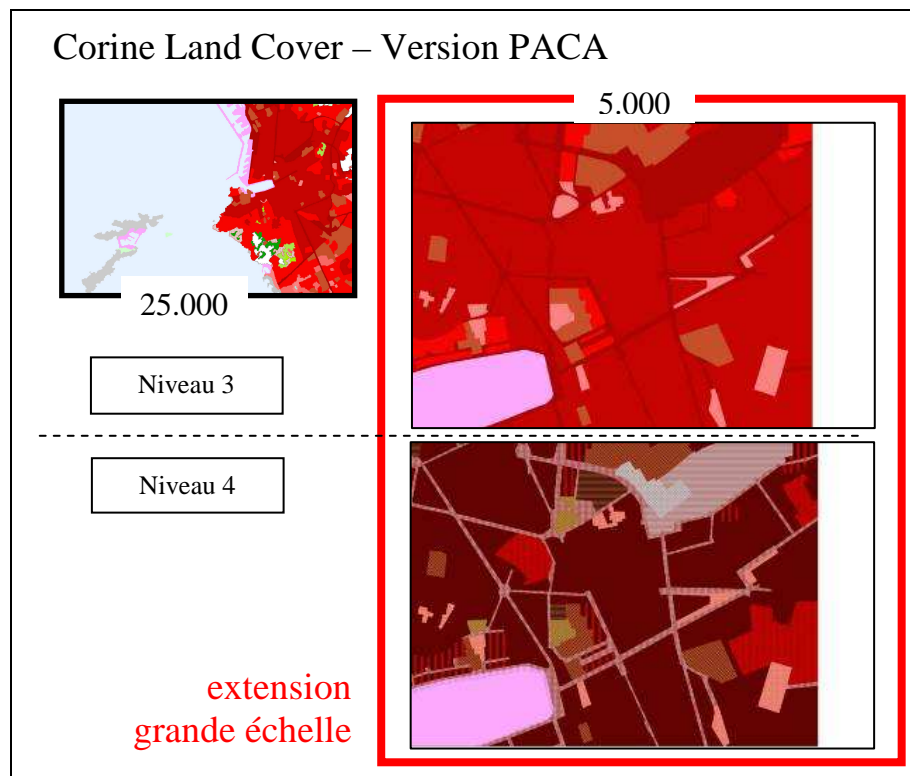 Corine Land Cover – Version PACA
5.000
25.000
Niveau 3
Niveau 4
extension
grande échelle